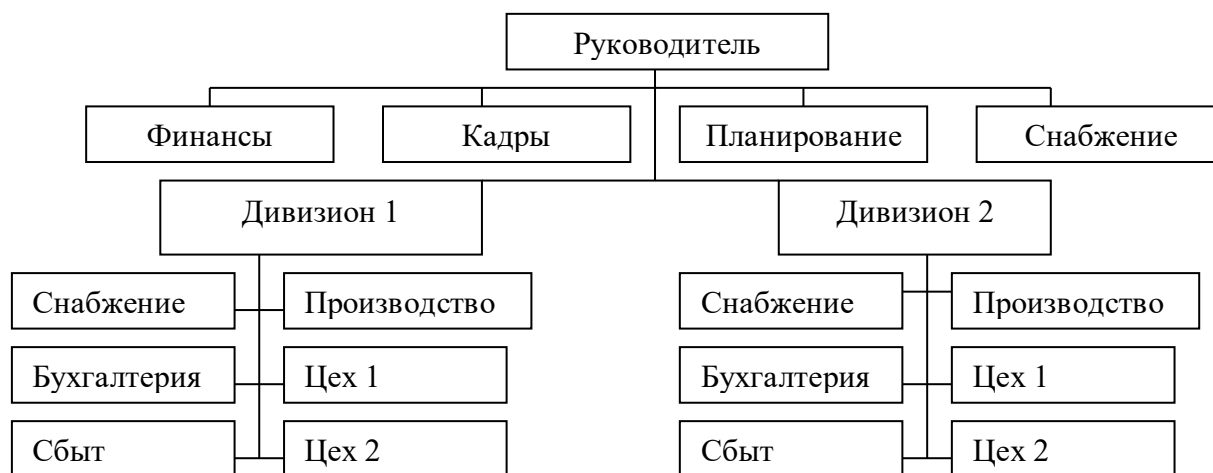 Руководитель
Финансы
Кадры
Планирование
Снабжение
Дивизион 1
Дивизион 2
Снабжение
Производство
Снабжение
Производство
Бухгалтерия
Цех 1
Бухгалтерия
Цех 1
Сбыт
Цех 2
Сбыт
Цех 2